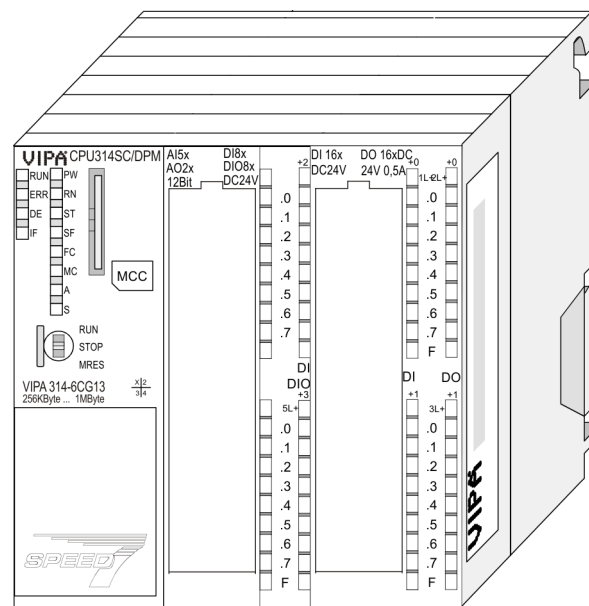 VIPA CPU314SC/DPM
RUN PW
ERR RN
DE ST
IF SF
FC
MC
A
S
MCC
RUN
STOP
MRES
VIPA 314-6CG13
256KByte ... 1MByte
X 2
3 4
SPEED7
AI5x DI8x
AO2x DIO8x
12Bit DC24V
+2
.0
.1
.2
.3
.4
.5
.6
.7
DI
DIO
+3
5L+
.0
.1
.2
.3
.4
.5
.6
.7
F
DI 16x DO 16xDC
DC24V 24V 0,5A
+0 +0
1L+ 2L+
.0
.1
.2
.3
.4
.5
.6
.7
F
DI DO
+1 +1
3L+
.0
.1
.2
.3
.4
.5
.6
.7
F
VIPA